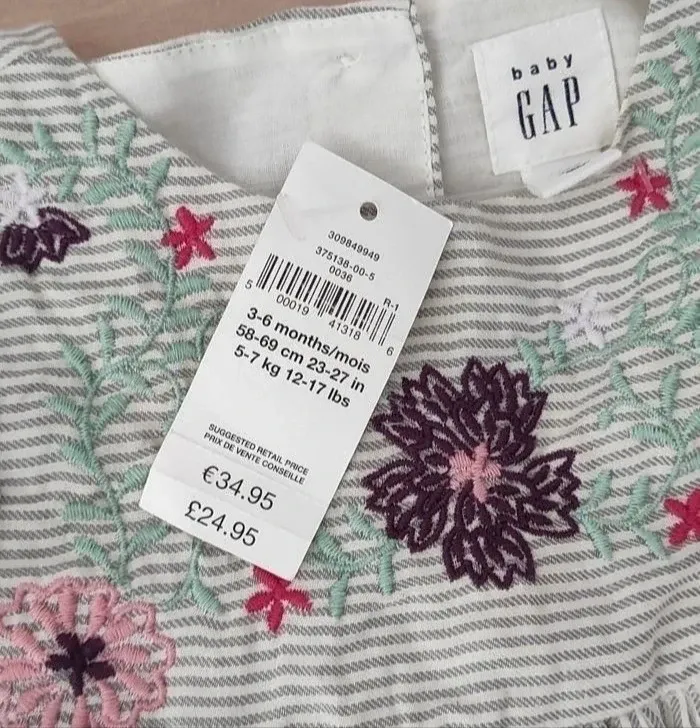 baby
GAP
309849949
375138-00-5
0036
R-1
5 00019 41318 6
3-6 months/mois
58-69 cm 23-27 in
5-7 kg 12-17 lbs
SUGGESTED RETAIL PRICE
PRIX DE VENTE CONSEILLE
€34.95
£24.95